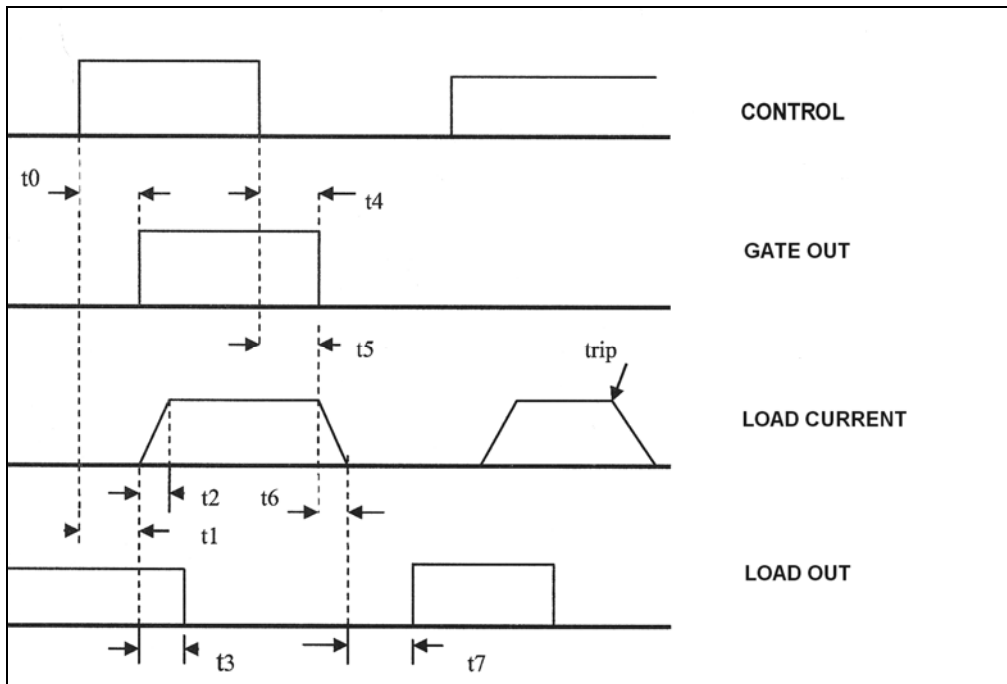 CONTROL
t0
t4
GATE OUT
t5
trip
LOAD CURRENT
t2
t6
t1
LOAD OUT
t3
t7